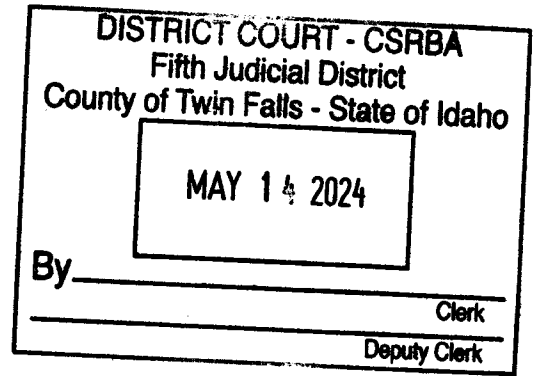 DISTRICT COURT - CSRBA
Fifth Judicial District
County of Twin Falls - State of Idaho
MAY 14 2024
By
Clerk
Deputy Clerk